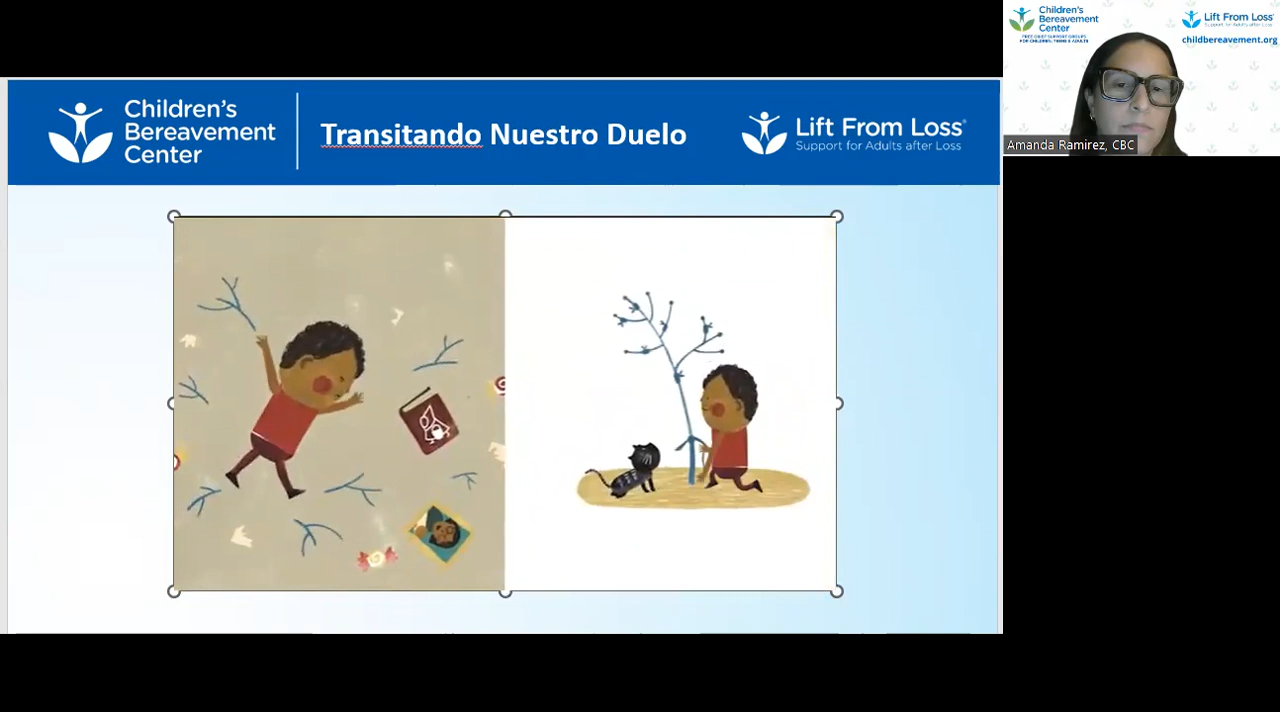 Children's
Bereavement
Center
Transitando Nuestro Duelo
Lift From Loss®
Support for Adults after Loss
Children's
Bereavement
Center
FREE GRIEF SUPPORT GROUPS
FOR CHILDREN, TEENS & ADULTS
Lift From Loss
Support for Adults after Loss
childbereavement.org
Amanda Ramirez, CBC